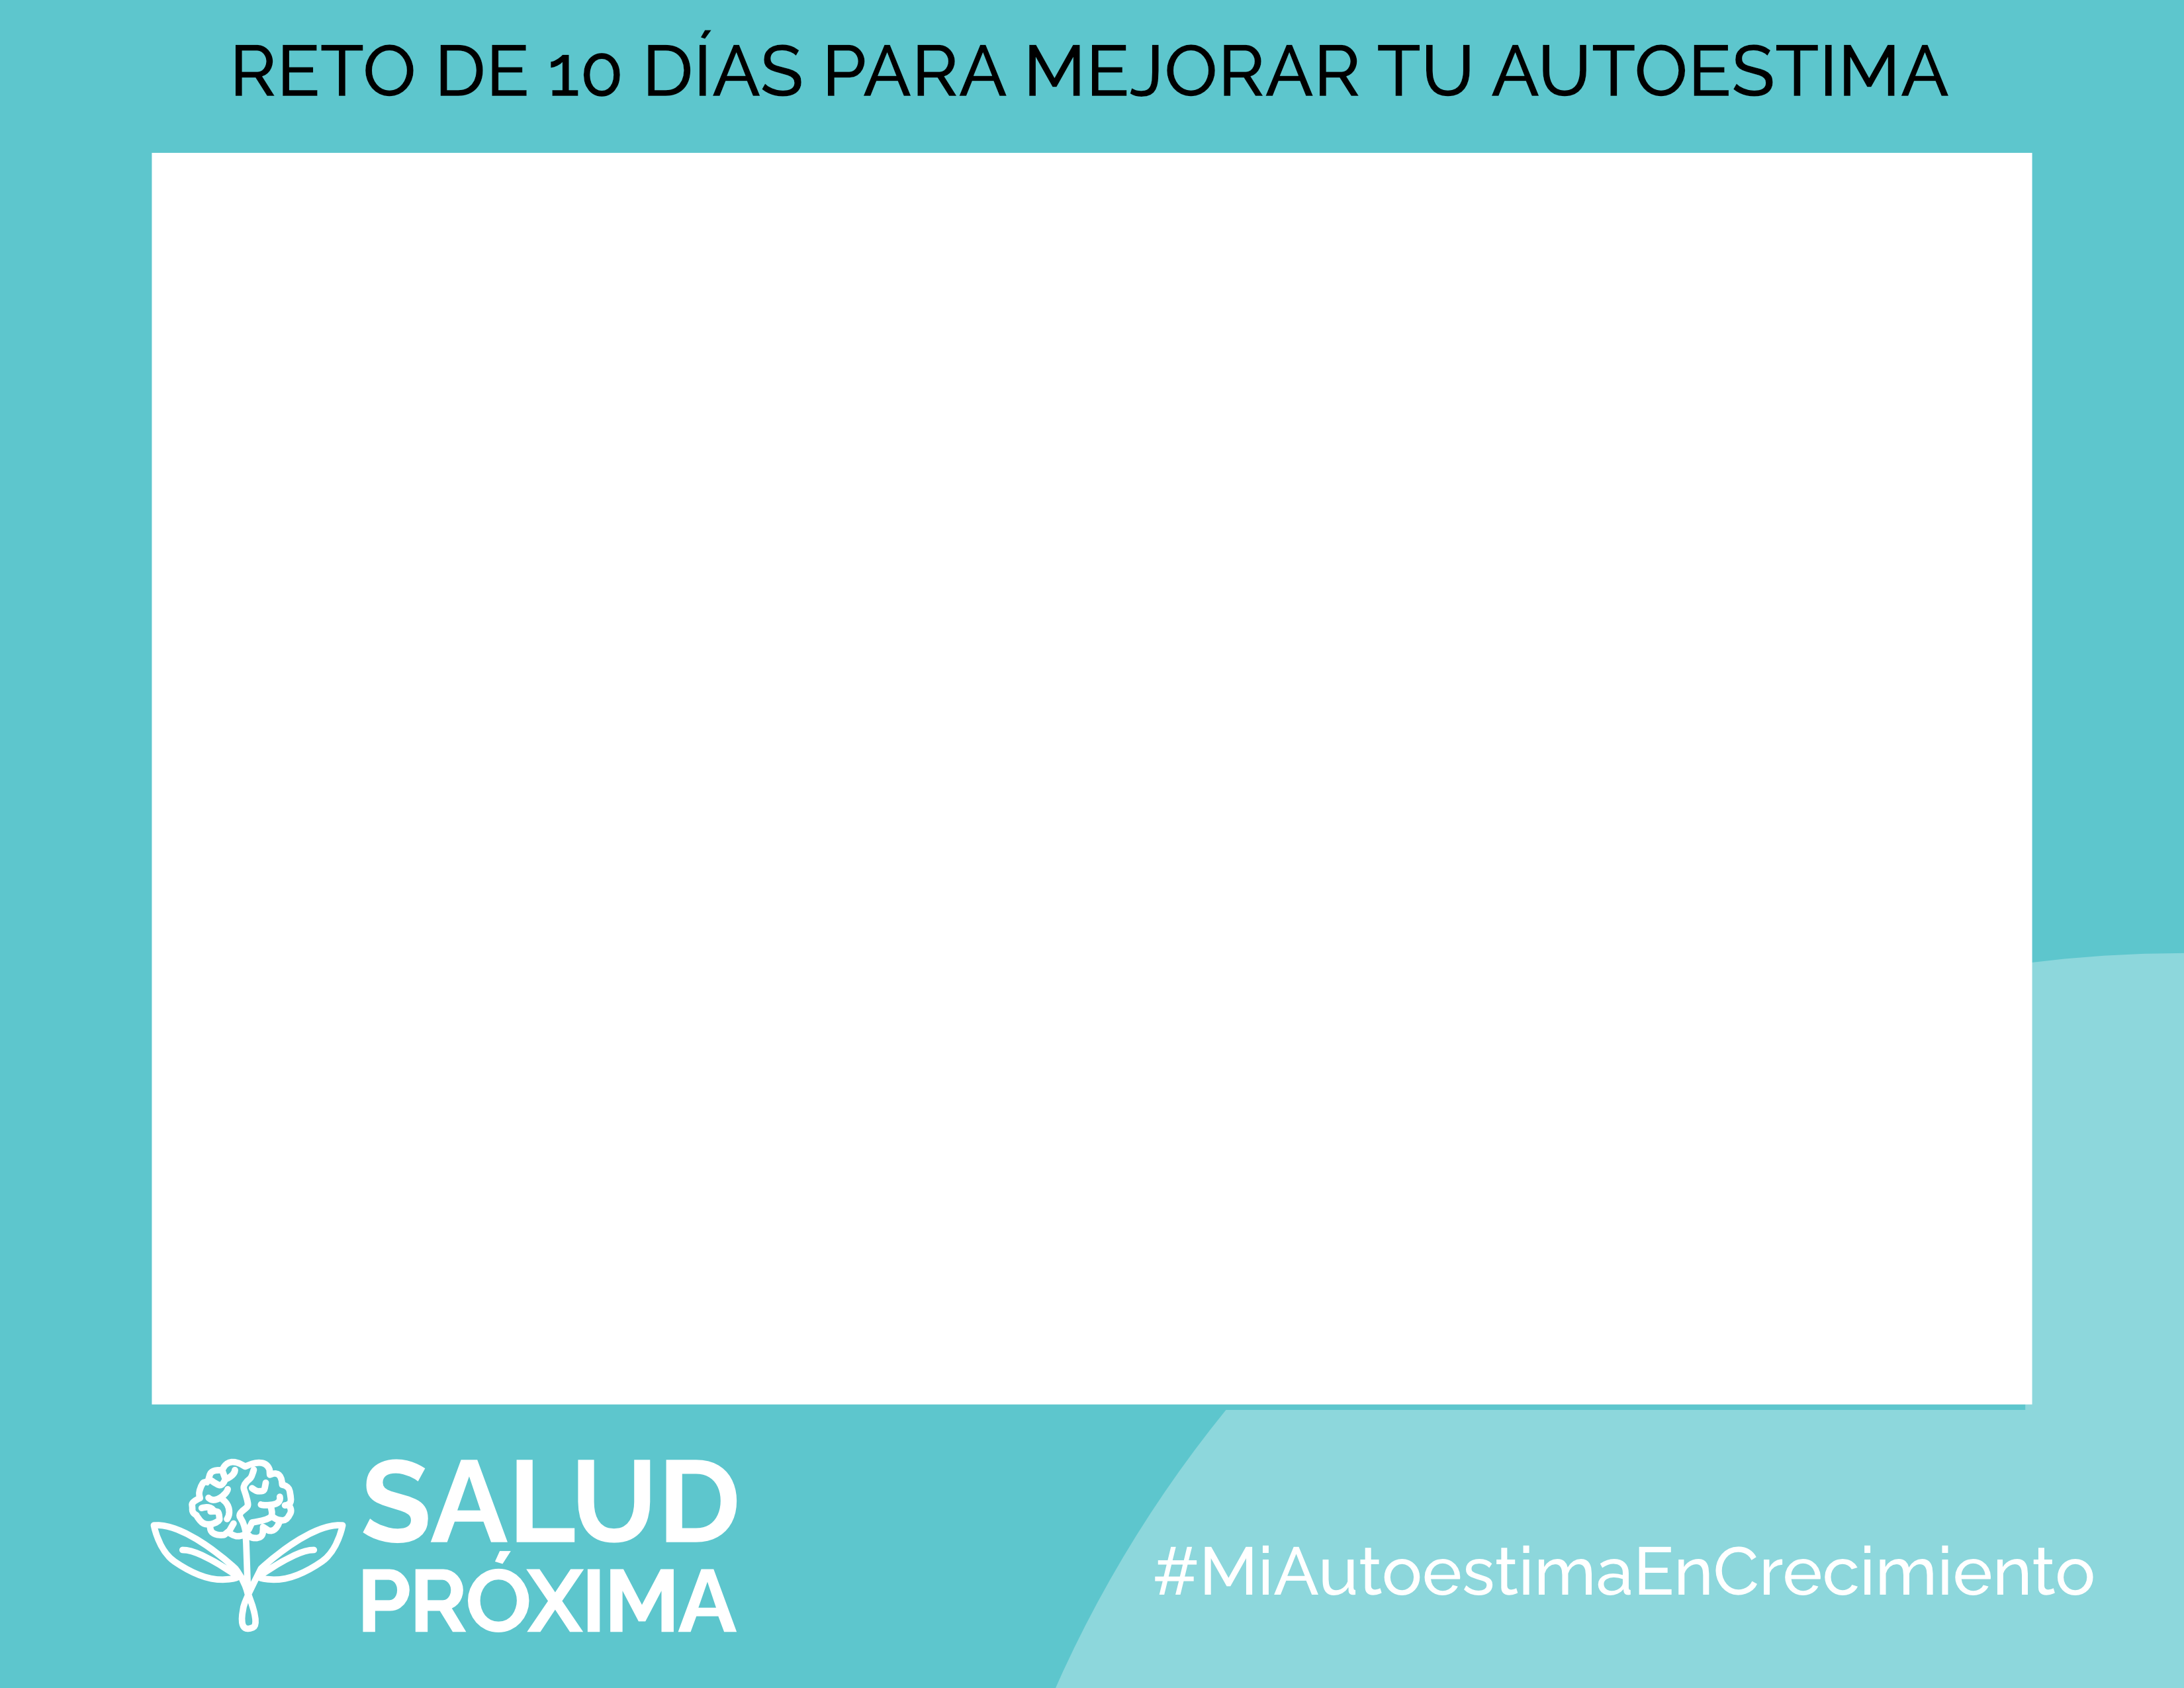 RETO DE 10 DÍAS PARA MEJORAR TU AUTOESTIMA
SALUD
PRÓXIMA
#MiAutoestimaEnCrecimiento